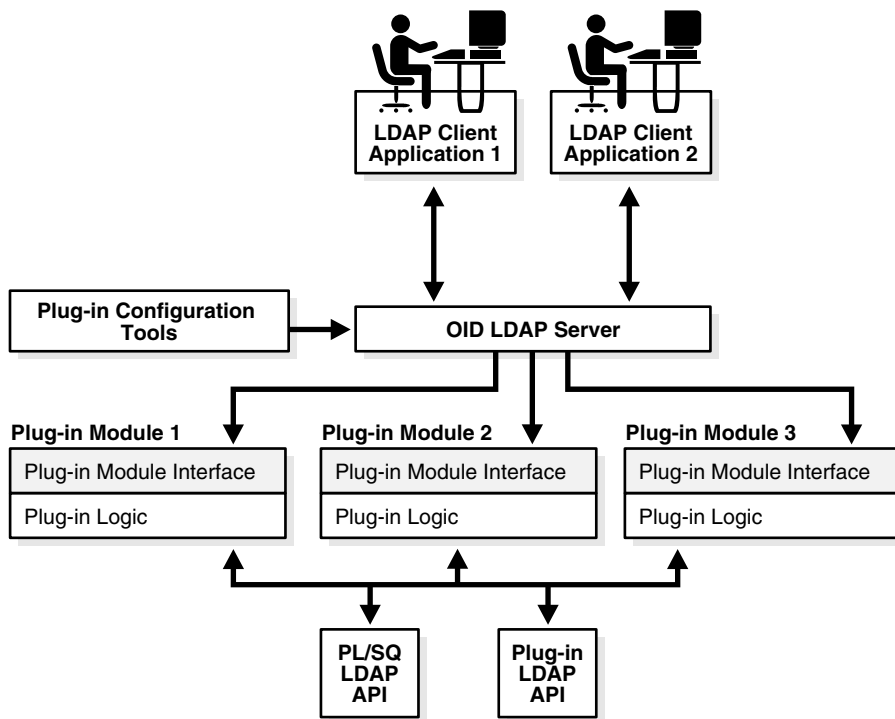 LDAP Client
Application 1
LDAP Client
Application 2
Plug-in Configuration
Tools
OID LDAP Server
Plug-in Module 1
Plug-in Module Interface
Plug-in Logic
Plug-in Module 2
Plug-in Module Interface
Plug-in Logic
Plug-in Module 3
Plug-in Module Interface
Plug-in Logic
PL/SQ
LDAP
API
Plug-in
LDAP
API